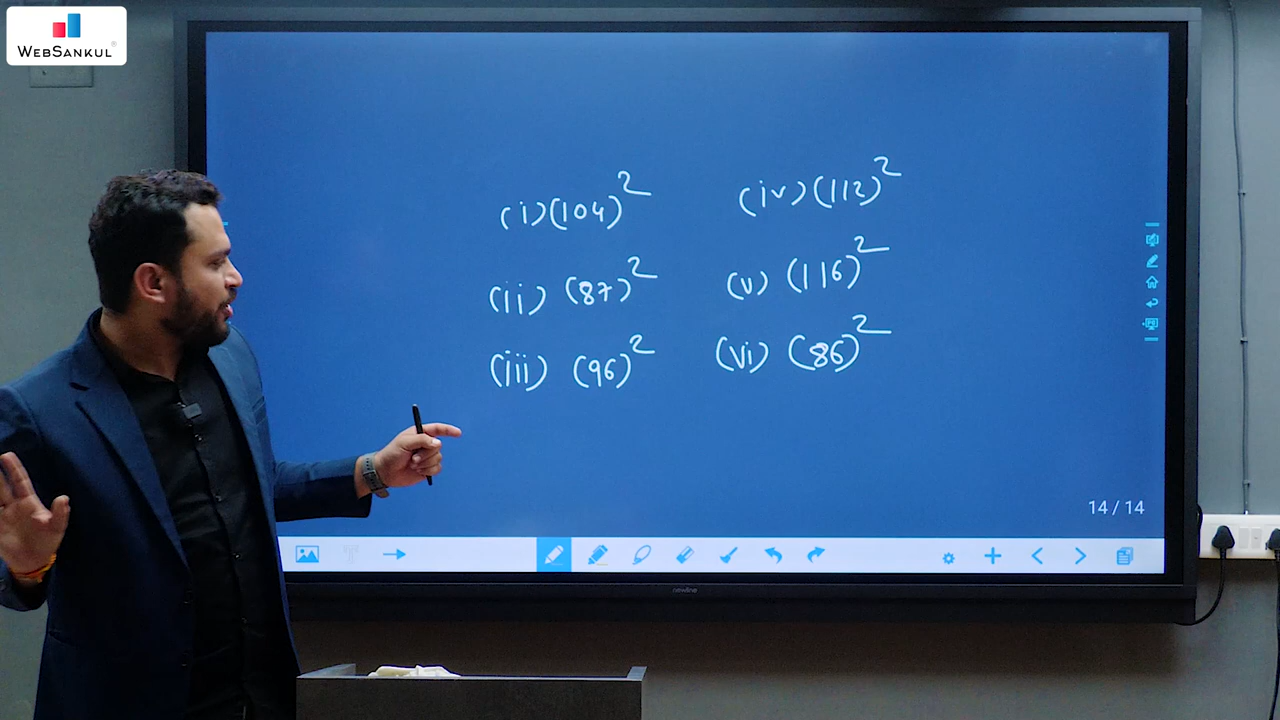 WEBSANKUL®
(i) (104)²
(ii) (87)²
(iii) (96)²
(iv) (112)²
(v) (116)²
(vi) (86)²
14 / 14
newline